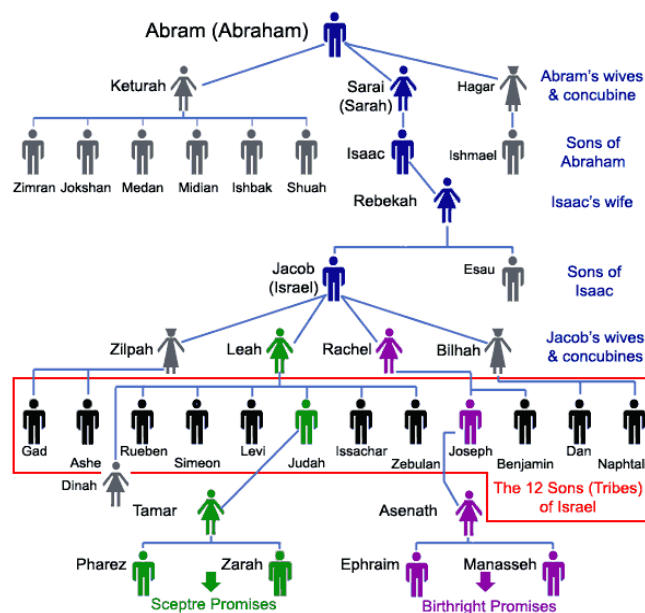 Abram (Abraham)
Keturah
Sarai
(Sarah)
Hagar
Abram's wives
& concubine
Zimran Jokshan Medan Midian Ishbak Shuah
Isaac
Ishmael
Sons of
Abraham
Rebekah
Isaac's wife
Jacob
(Israel)
Esau
Sons of
Isaac
Zilpah
Leah
Rachel
Bilhah
Jacob's wives
& concubines
Gad
Ashe
Rueben
Simeon
Levi
Judah
Issachar
Zebulan
Joseph
Benjamin
Dan
Naphtal
Dinah
The 12 Sons (Tribes)
of Israel
Tamar
Asenath
Pharez
Zarah
Ephraim
Manasseh
Sceptre Promises
Birthright Promises